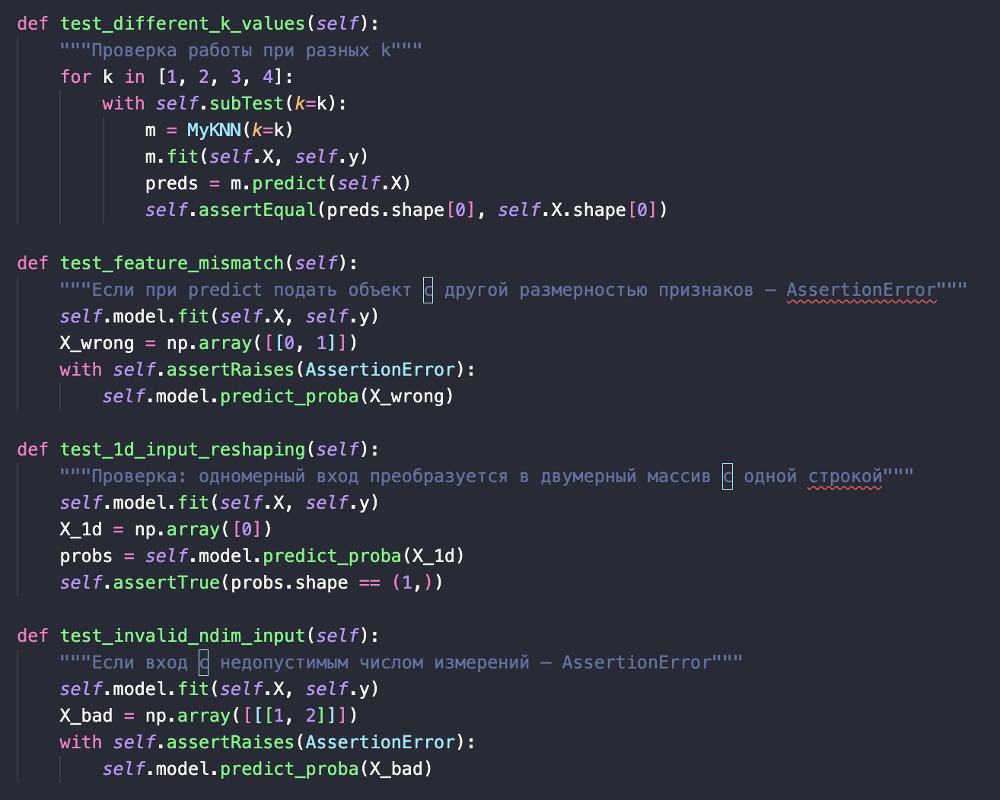 def test_different_k_values(self):
    """Проверка работы при разных k"""
    for k in [1, 2, 3, 4]:
        with self.subTest(k=k):
            m = MyKNN(k=k)
            m.fit(self.X, self.y)
            preds = m.predict(self.X)
            self.assertEqual(preds.shape[0], self.X.shape[0])

def test_feature_mismatch(self):
    """Если при predict подать объект с другой размерностью признаков — AssertionError"""
    self.model.fit(self.X, self.y)
    X_wrong = np.array([[0, 1]])
    with self.assertRaises(AssertionError):
        self.model.predict_proba(X_wrong)

def test_1d_input_reshaping(self):
    """Проверка: одномерный вход преобразуется в двумерный массив с одной строкой"""
    self.model.fit(self.X, self.y)
    X_1d = np.array([0])
    probs = self.model.predict_proba(X_1d)
    self.assertTrue(probs.shape == (1,))

def test_invalid_ndim_input(self):
    """Если вход с недопустимым числом измерений — AssertionError"""
    self.model.fit(self.X, self.y)
    X_bad = np.array([[[1, 2]]])
    with self.assertRaises(AssertionError):
        self.model.predict_proba(X_bad)